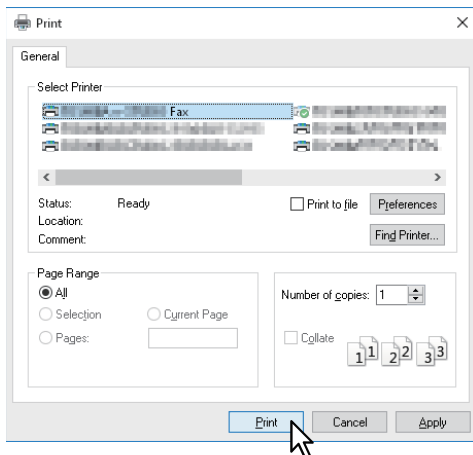 Print
General
Select Printer
Fax
Status: Ready
Location:
Comment:
Print to file
Preferences
Find Printer...
Page Range
All
Selection
Current Page
Pages:
Number of copies: 1
Collate
1 1 2 2 3 3
Print
Cancel
Apply